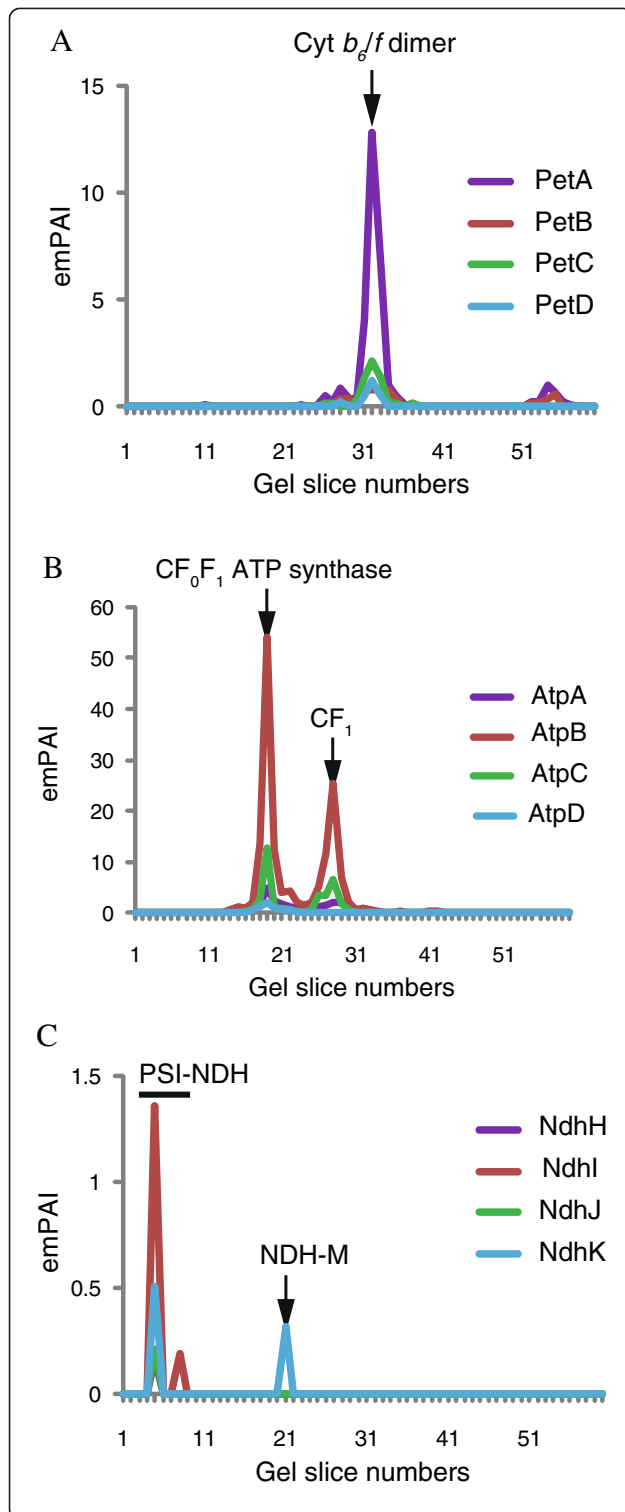 A
Cyt b₆/f dimer
15
10
5
0
emPAI
PetA
PetB
PetC
PetD
1 11 21 31 41 51
Gel slice numbers
B
CF₀F₁ ATP synthase
CF₁
60
50
40
30
20
10
0
emPAI
AtpA
AtpB
AtpC
AtpD
1 11 21 31 41 51
Gel slice numbers
C
PSI-NDH
NDH-M
1.5
1
0.5
0
emPAI
NdhH
NdhI
NdhJ
NdhK
1 11 21 31 41 51
Gel slice numbers